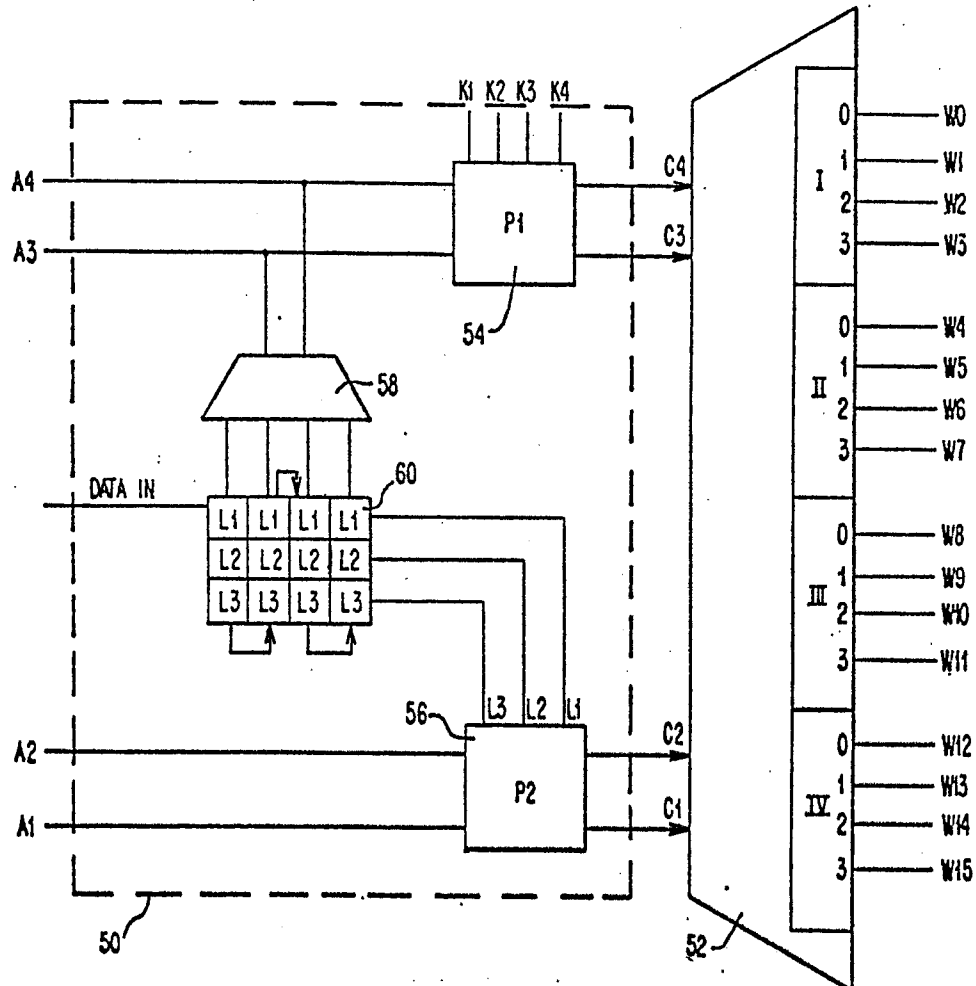 K1 K2 K3 K4
A4
A3
P1
54
C4
C3
58
DATA IN
60
L1 L1 L1 L1
L2 L2 L2 L2
L3 L3 L3 L3
56
L3 L2 L1
A2
A1
P2
C2
C1
50
52
I
0 W0
1 W1
2 W2
3 W3
II
0 W4
1 W5
2 W6
3 W7
III
0 W8
1 W9
2 W10
3 W11
IV
0 W12
1 W13
2 W14
3 W15